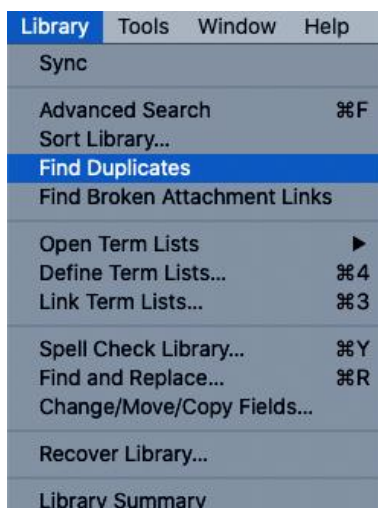 Library Tools Window Help
Sync
Advanced Search ⌘F
Sort Library...
Find Duplicates
Find Broken Attachment Links
Open Term Lists ▶
Define Term Lists... ⌘4
Link Term Lists... ⌘3
Spell Check Library... ⌘Y
Find and Replace... ⌘R
Change/Move/Copy Fields...
Recover Library...
Library Summary